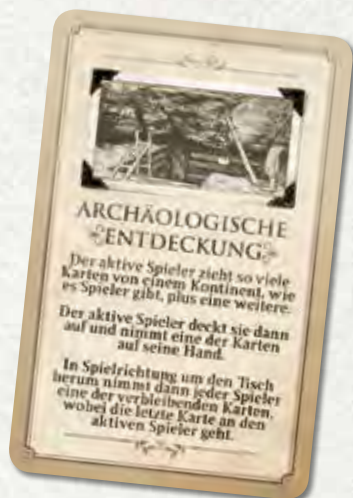 ARCHÄOLOGISCHE
ENTDECKUNG
Der aktive Spieler zieht so viele
Karten von einem Kontinent, wie
es Spieler gibt, plus eine weitere.
Der aktive Spieler deckt sie dann
auf und nimmt eine der Karten
auf seine Hand.
In Spielrichtung um den Tisch
herum nimmt dann jeder Spieler
eine der verbleibenden Karten,
wobei die letzte Karte an den
aktiven Spieler geht.